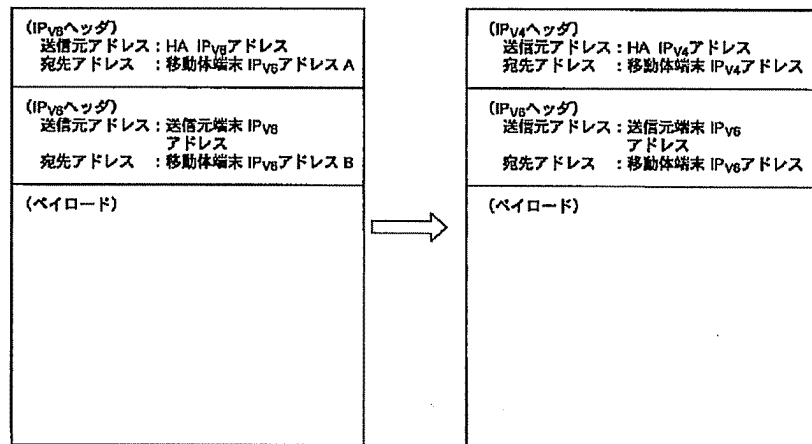 (IPV6ヘッダ)
送信元アドレス：HA IPV6アドレス
宛先アドレス　：移動体端末 IPV6アドレス A
(IPV6ヘッダ)
送信元アドレス：送信元端末 IPV6
アドレス
宛先アドレス　：移動体端末 IPV6アドレス B
(ペイロード)
(IPV4ヘッダ)
送信元アドレス：HA IPV4アドレス
宛先アドレス　：移動体端末 IPV4アドレス
(IPV6ヘッダ)
送信元アドレス：送信元端末 IPV6
アドレス
宛先アドレス　：移動体端末 IPV6アドレス
(ペイロード)